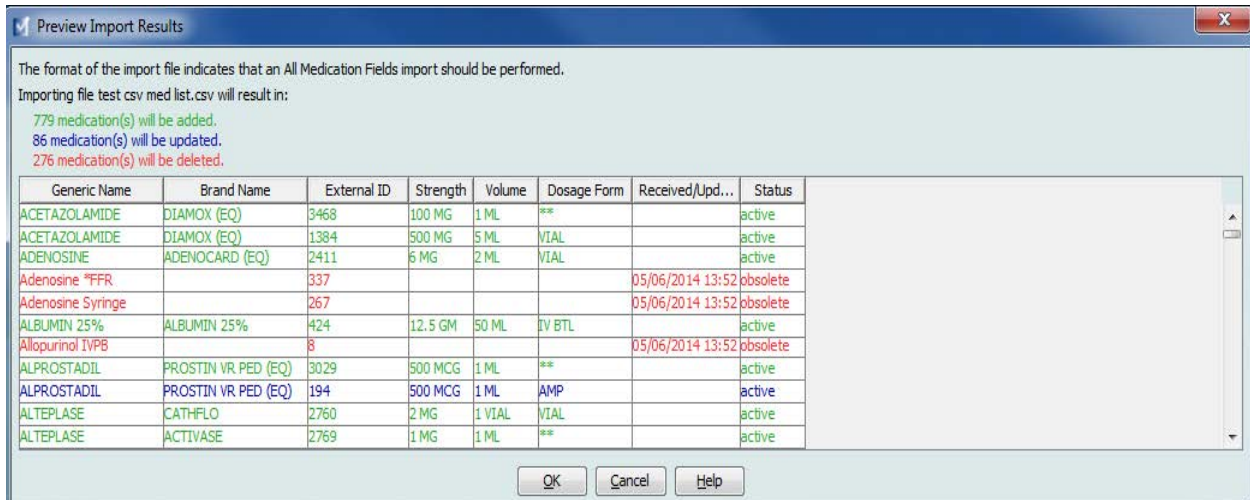 Preview Import Results
The format of the import file indicates that an All Medication Fields import should be performed.
Importing file test csv med list.csv will result in:
779 medication(s) will be added.
86 medication(s) will be updated.
276 medication(s) will be deleted.
Generic Name Brand Name External ID Strength Volume Dosage Form Received/Upd... Status
ACETAZOLAMIDE DIAMOX (EQ) 3468 100 MG 1 ML ** active
ACETAZOLAMIDE DIAMOX (EQ) 1384 500 MG 5 ML VIAL active
ADENOSINE ADENOCARD (EQ) 2411 6 MG 2 ML VIAL active
Adenosine *FFR 337 05/06/2014 13:52 obsolete
Adenosine Syringe 267 05/06/2014 13:52 obsolete
ALBUMIN 25% ALBUMIN 25% 424 12.5 GM 50 ML IV BTL active
Allopurinol IVPB 8 05/06/2014 13:52 obsolete
ALPROSTADIL PROSTIN VR PED (EQ) 3029 500 MCG 1 ML ** active
ALPROSTADIL PROSTIN VR PED (EQ) 194 500 MCG 1 ML AMP active
ALTEPLASE CATHFLO 2760 2 MG 1 VIAL VIAL active
ALTEPLASE ACTIVASE 2769 1 MG 1 ML ** active
OK Cancel Help